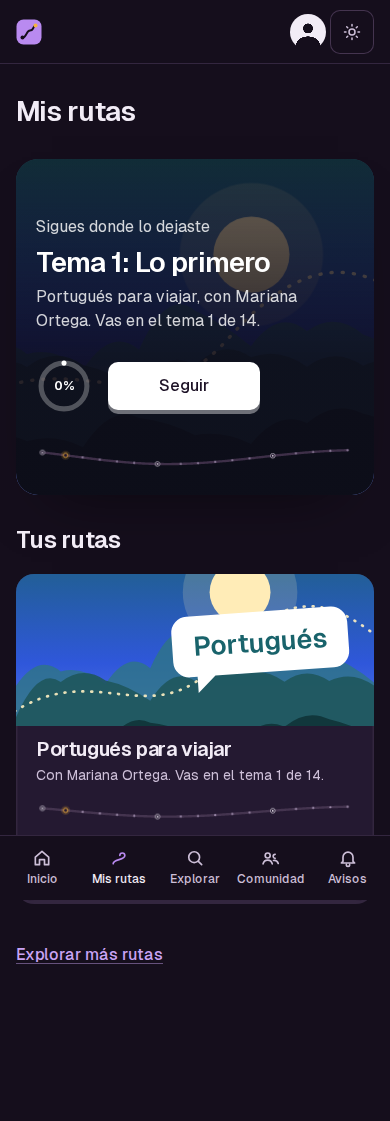 Mis rutas
Sigues donde lo dejaste
Tema 1: Lo primero
Portugués para viajar, con Mariana
Ortega. Vas en el tema 1 de 14.
0%
Seguir
Tus rutas
Portugués
Portugués para viajar
Con Mariana Ortega. Vas en el tema 1 de 14.
Inicio
Mis rutas
Explorar
Comunidad
Avisos
Explorar más rutas